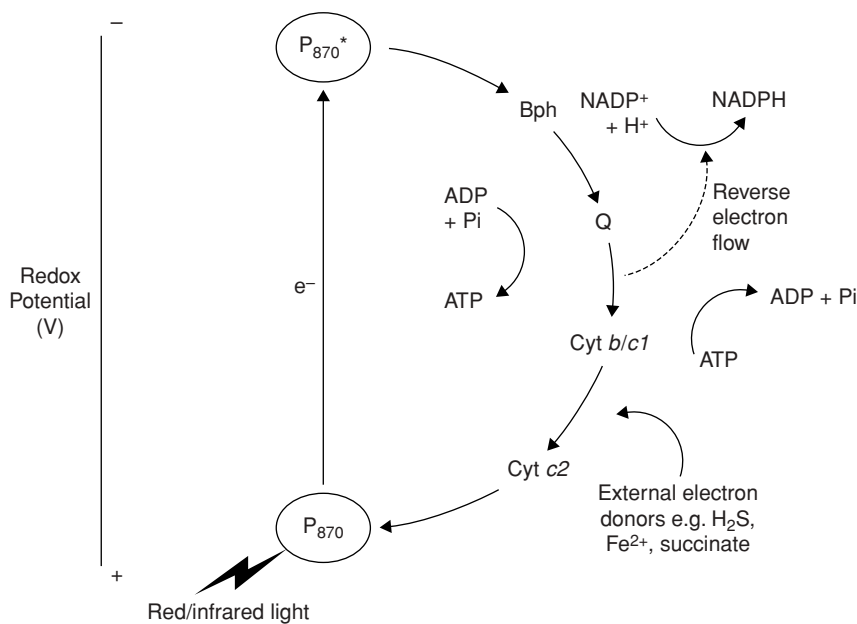 −
P₈₇₀*
Bph
NADP⁺
+ H⁺
NADPH
ADP
+ Pi
ATP
Q
Reverse
electron
flow
Redox
Potential
(V)
e⁻
ADP + Pi
ATP
Cyt b/c1
Cyt c2
External electron
donors e.g. H₂S,
Fe²⁺, succinate
P₈₇₀
+
Red/infrared light